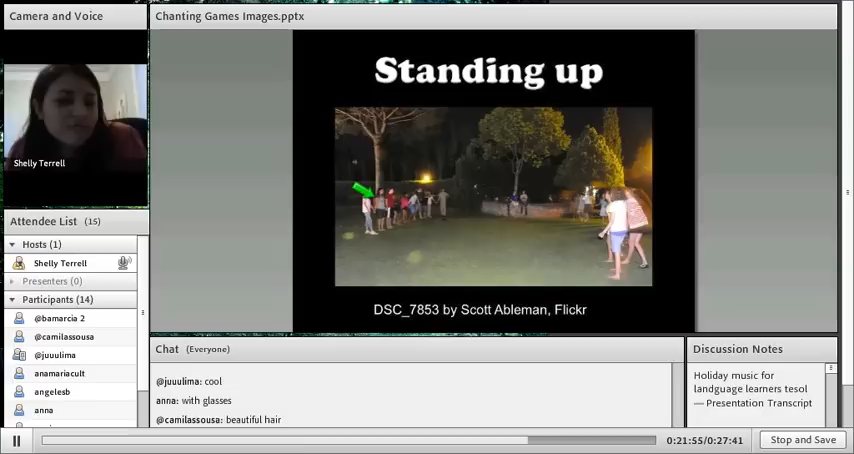 Camera and Voice
Shelly Terrell
Attendee List (15)
Hosts (1)
Shelly Terrell
Presenters (0)
Participants (14)
@bamarcia 2
@camilassousa
@juuulima
anamariacult
angelesb
anna
Chanting Games Images.pptx
Standing up
DSC_7853 by Scott Ableman, Flickr
Chat (Everyone)
@juuulima: cool
anna: with glasses
@camilassousa: beautiful hair
Discussion Notes
Holiday music for
landguage learners tesol
— Presentation Transcript
0:21:55/0:27:41
Stop and Save